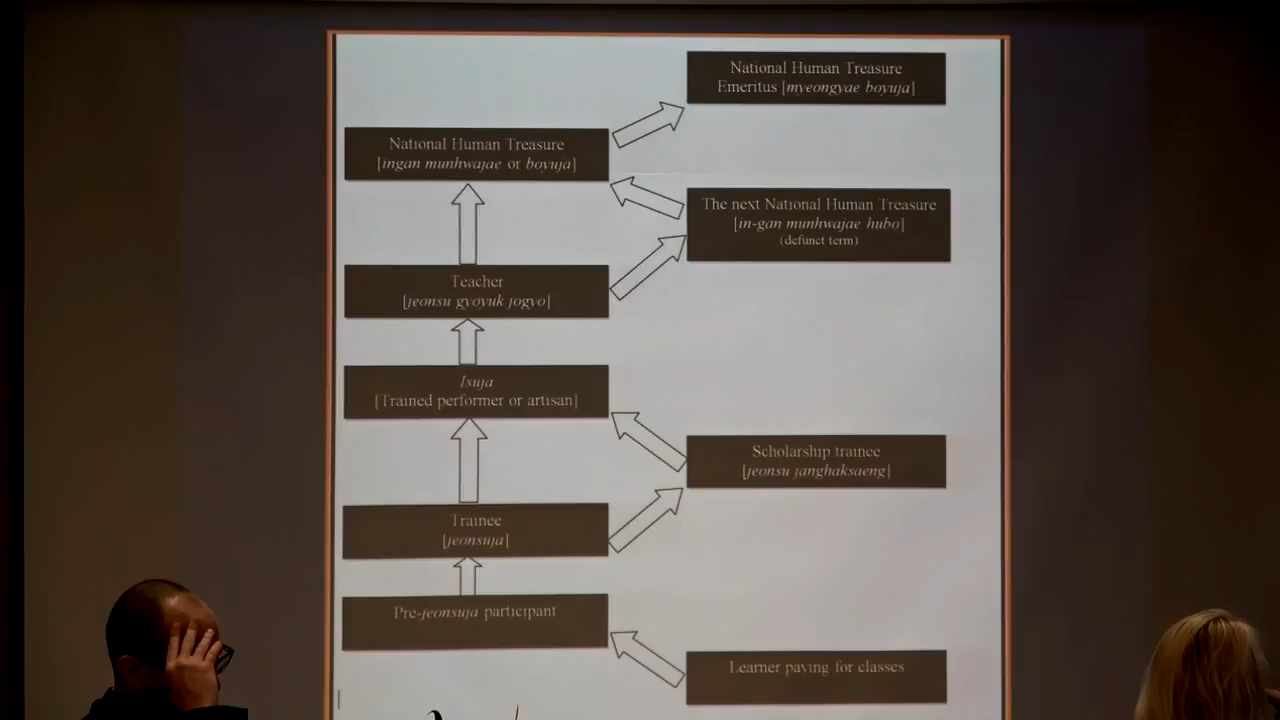 National Human Treasure
Emeritus [myeongyae boyuja]
National Human Treasure
[ingan munhwajae or boyuja]
The next National Human Treasure
[in-gan munhwajae hubo]
(defunct term)
Teacher
[jeonsu gyoyuk jogyo]
Isuja
[Trained performer or artisan]
Scholarship trainee
[jeonsu janghaksaeng]
Trainee
[jeonsuja]
Pre-jeonsuja participant
Learner paying for classes